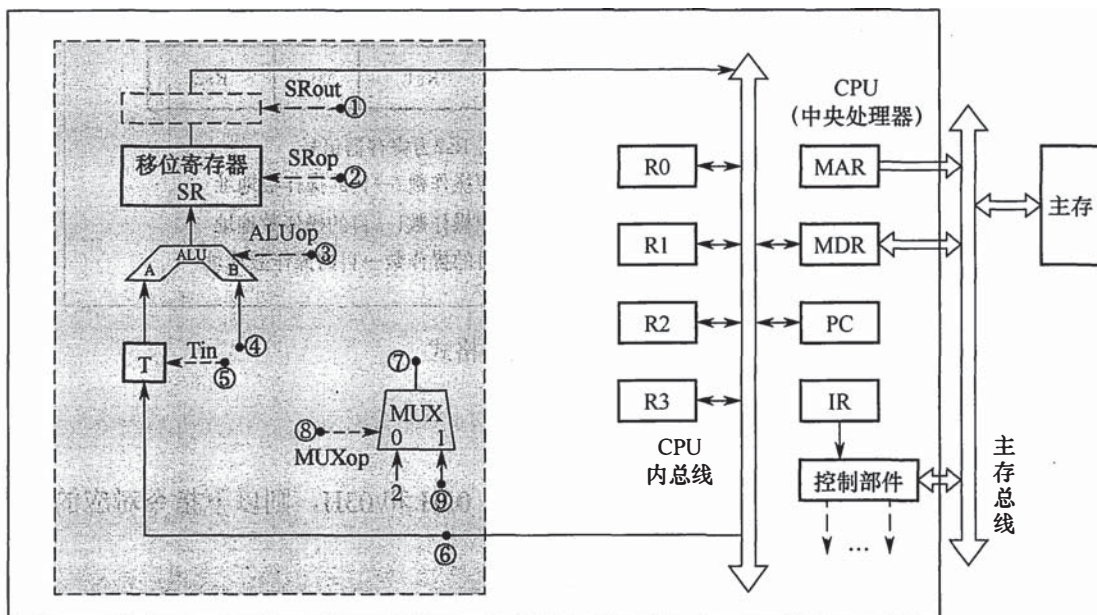 SRout
①
移位寄存器
SR
SRop
②
ALUop
③
A
ALU
B
④
T
Tin
⑤
⑦
MUX
0 1
⑧
MUXop
2
⑨
⑥
R0
R1
R2
R3
CPU
内总线
CPU
(中央处理器)
MAR
MDR
PC
IR
控制部件
...
主存总线
主存